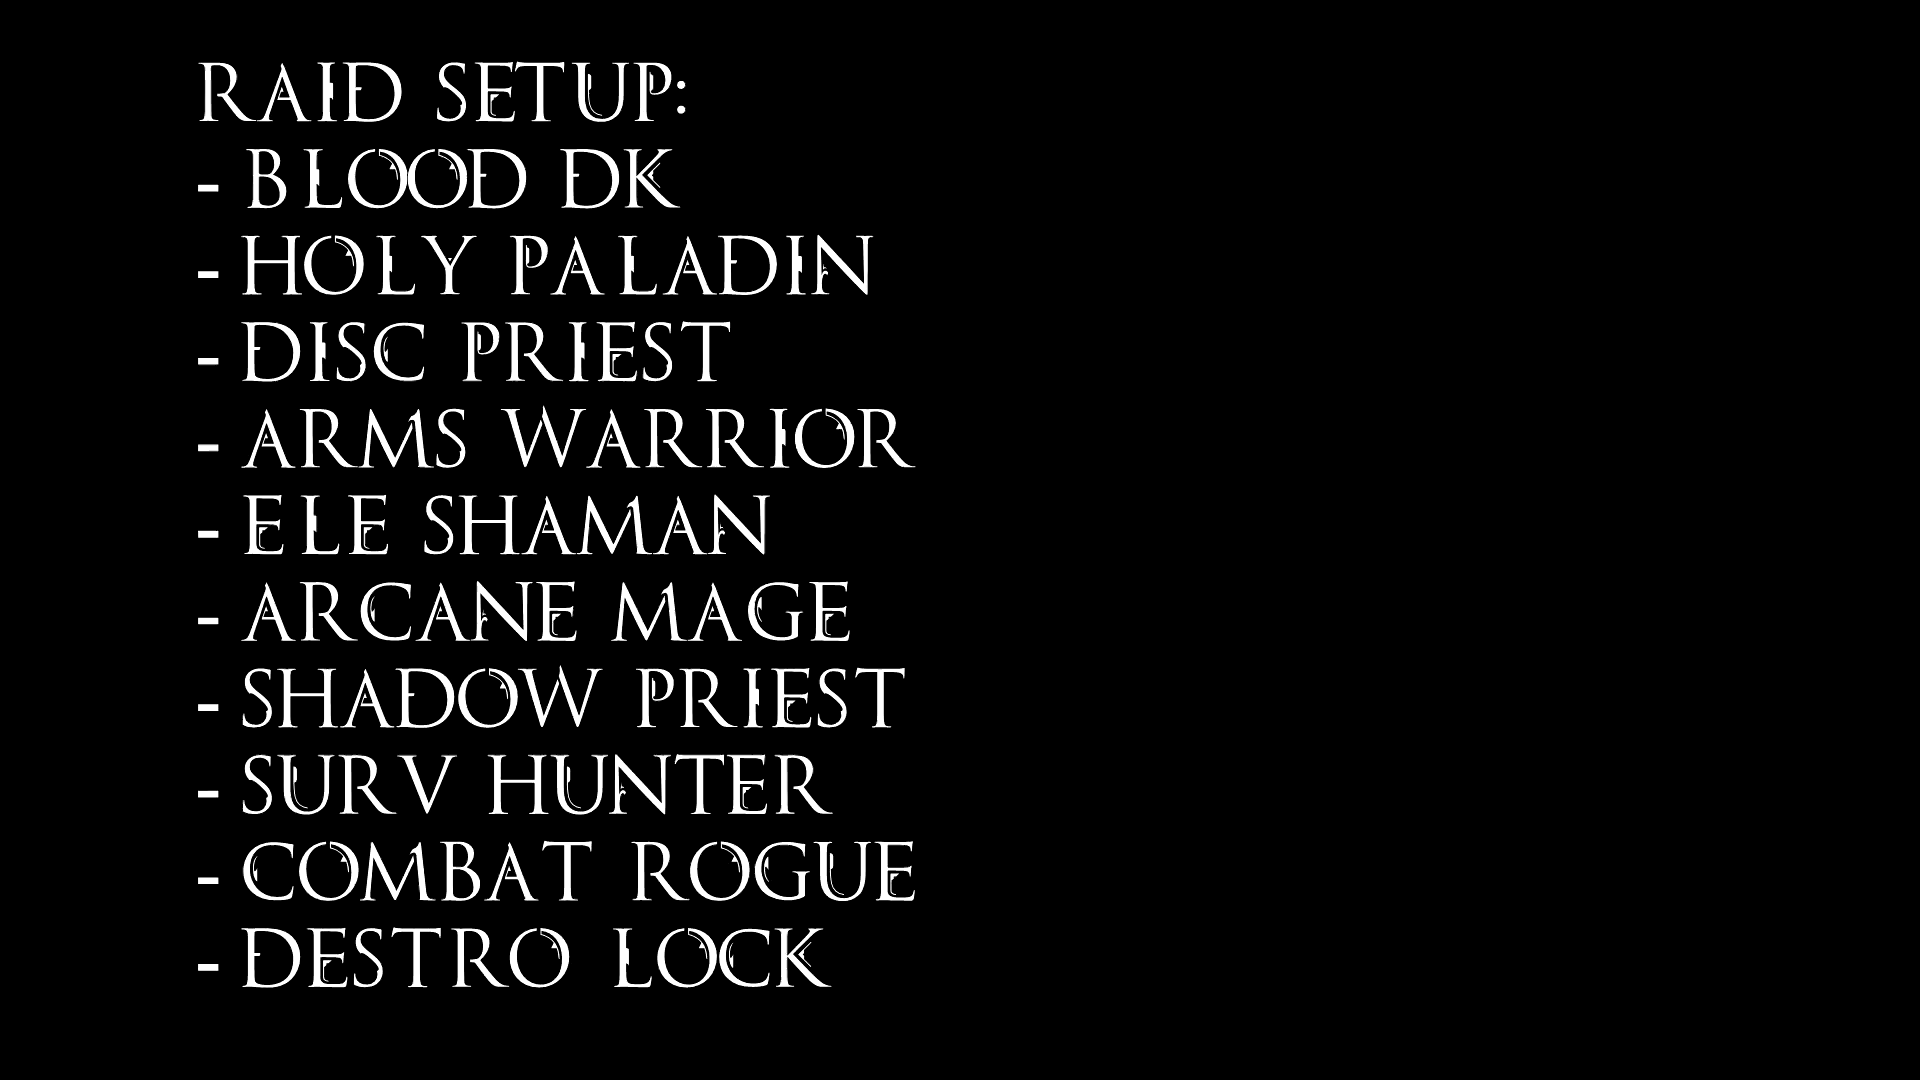 RAID SETUP:
- BLOOD DK
- HOLY PALADIN
- DISC PRIEST
- ARMS WARRIOR
- ELE SHAMAN
- ARCANE MAGE
- SHADOW PRIEST
- SURV HUNTER
- COMBAT ROGUE
- DESTRO LOCK